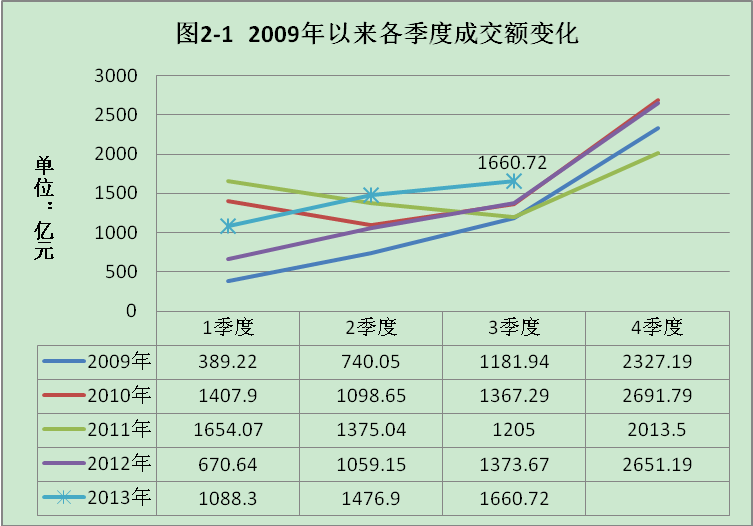 图2-1 2009年以来各季度成交额变化
单位：亿元
3000
2500
2000
1500
1000
500
0
1660.72
1季度 2季度 3季度 4季度
2009年 389.22 740.05 1181.94 2327.19
2010年 1407.9 1098.65 1367.29 2691.79
2011年 1654.07 1375.04 1205 2013.5
2012年 670.64 1059.15 1373.67 2651.19
2013年 1088.3 1476.9 1660.72